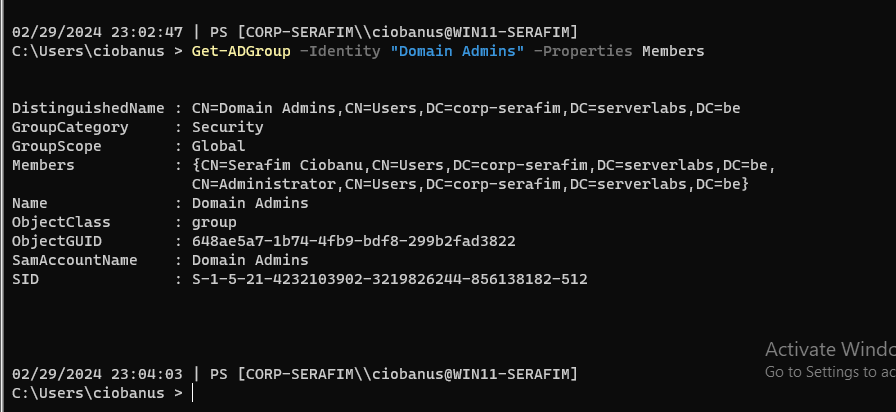 02/29/2024 23:02:47 | PS [CORP-SERAFIM\\ciobanus@WIN11-SERAFIM]
C:\Users\ciobanus > Get-ADGroup -Identity "Domain Admins" -Properties Members
DistinguishedName : CN=Domain Admins,CN=Users,DC=corp-serafim,DC=serverlabs,DC=be
GroupCategory     : Security
GroupScope        : Global
Members           : {CN=Serafim Ciobanu,CN=Users,DC=corp-serafim,DC=serverlabs,DC=be,
                    CN=Administrator,CN=Users,DC=corp-serafim,DC=serverlabs,DC=be}
Name              : Domain Admins
ObjectClass       : group
ObjectGUID        : 648ae5a7-1b74-4fb9-bdf8-299b2fad3822
SamAccountName    : Domain Admins
SID               : S-1-5-21-4232103902-3219826244-856138182-512
Activate Windo
Go to Settings to ac
02/29/2024 23:04:03 | PS [CORP-SERAFIM\\ciobanus@WIN11-SERAFIM]
C:\Users\ciobanus >